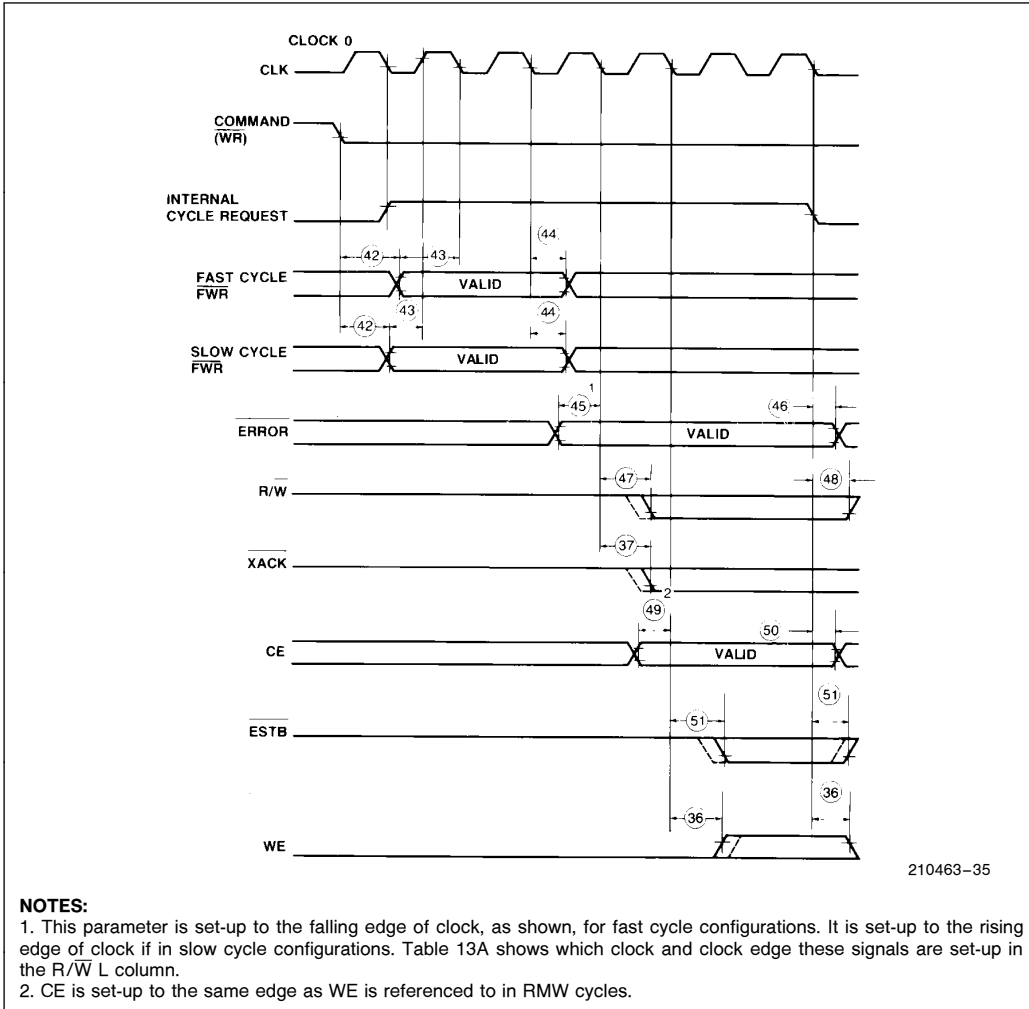 CLOCK 0
CLK
COMMAND
(WR)
INTERNAL
CYCLE REQUEST
44
42
43
FAST CYCLE
FWR
VALID
43
42
44
SLOW CYCLE
FWR
VALID
1
45
46
ERROR
VALID
47
48
R/W
37
XACK
2
49
50
CE
VALID
51
51
ESTB
36
36
WE
210463–35
NOTES:
1. This parameter is set-up to the falling edge of clock, as shown, for fast cycle configurations. It is set-up to the rising
edge of clock if in slow cycle configurations. Table 13A shows which clock and clock edge these signals are set-up in
the R/W̅ L column.
2. CE is set-up to the same edge as WE is referenced to in RMW cycles.